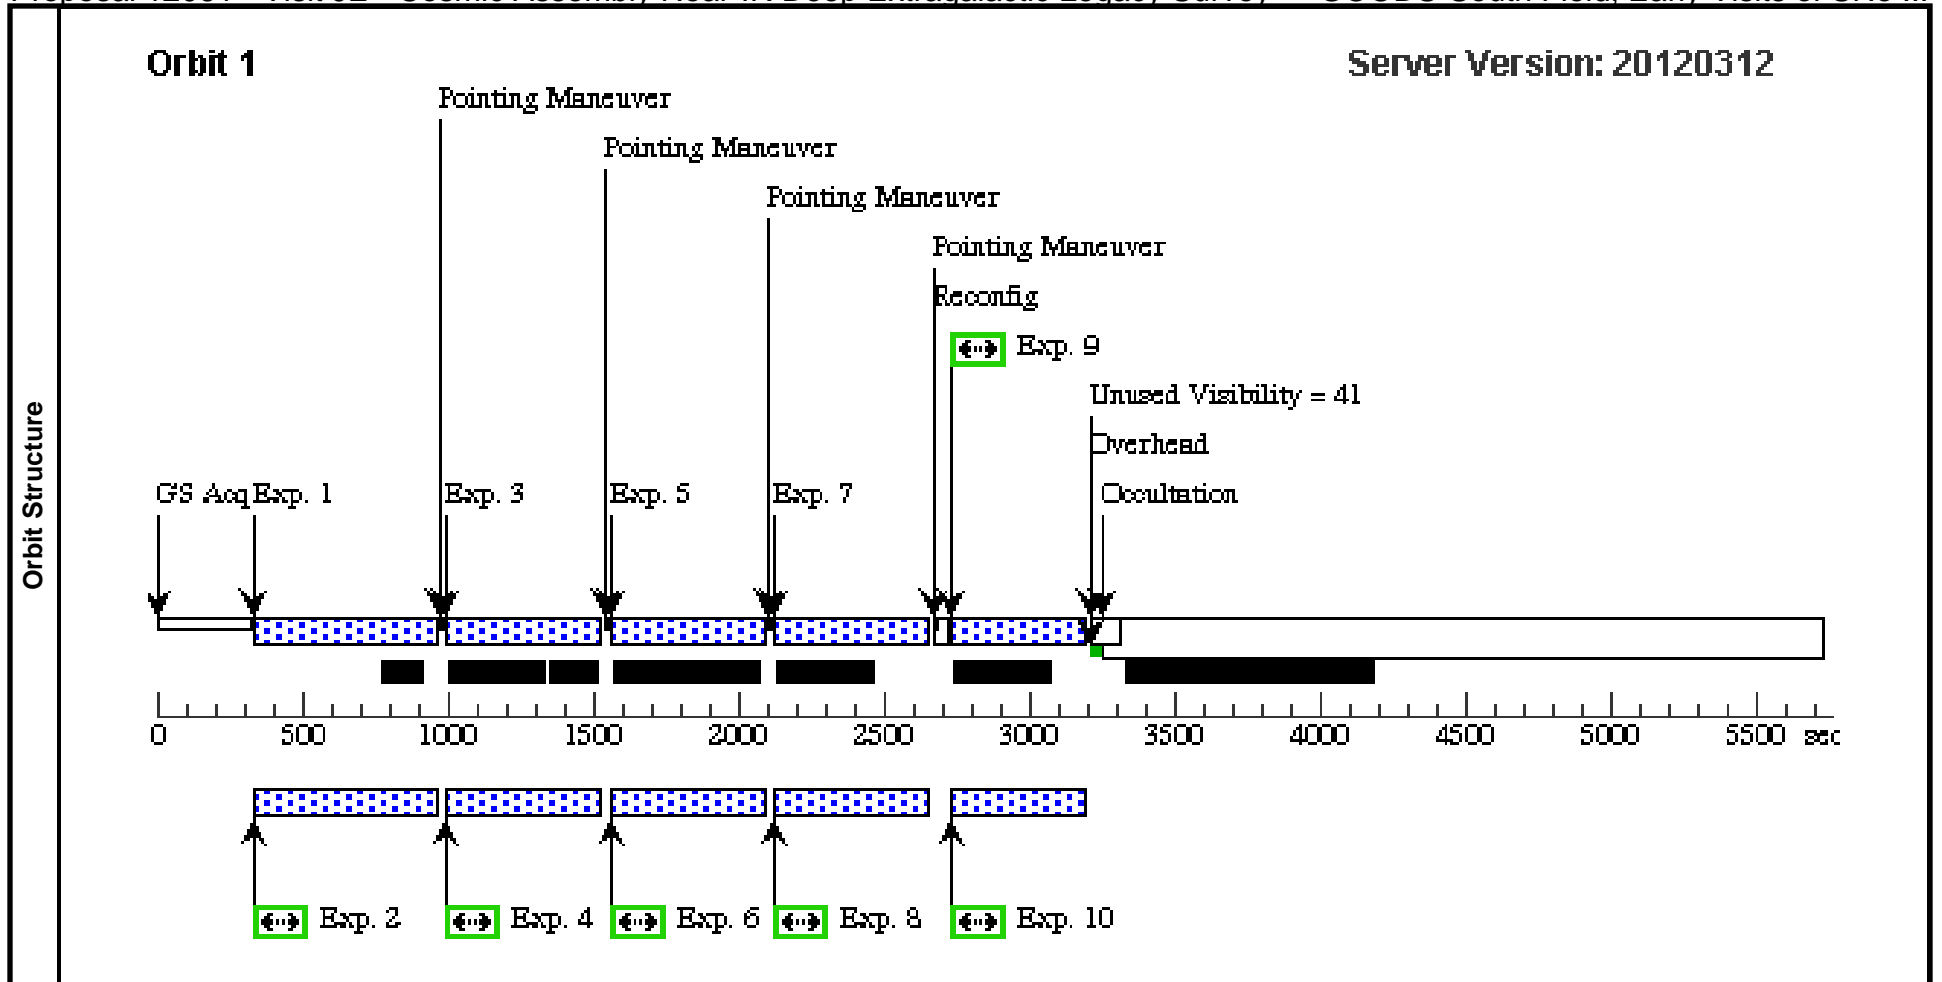 Orbit 1
Server Version: 20120312
Pointing Maneuver
Pointing Maneuver
Pointing Maneuver
Pointing Maneuver
Reconfig
Exp. 9
Unused Visibility = 41
Overhead
GS Acq Exp. 1 Exp. 3 Exp. 5 Exp. 7 Occultation
Orbit Structure
0 500 1000 1500 2000 2500 3000 3500 4000 4500 5000 5500 sec
Exp. 2 Exp. 4 Exp. 6 Exp. 8 Exp. 10